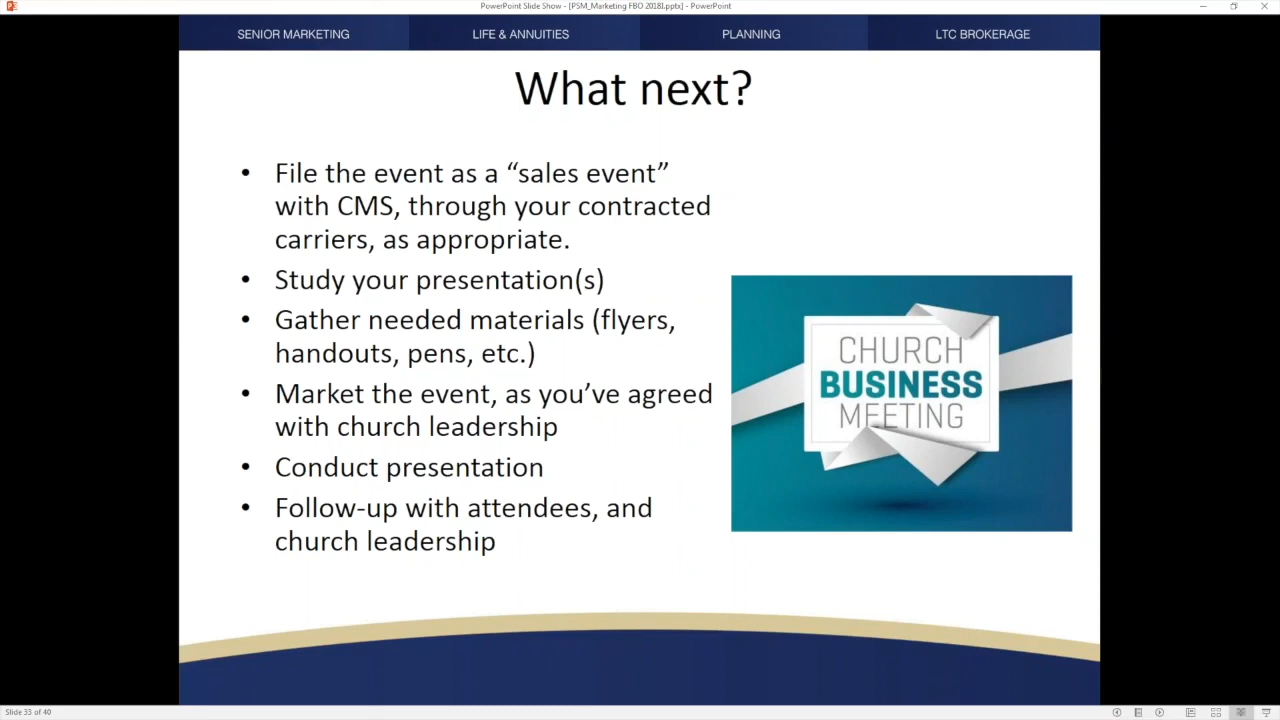 PowerPoint Slide Show - [PSM_Marketing FBO 2018J.pptx] - PowerPoint
SENIOR MARKETING
LIFE & ANNUITIES
PLANNING
LTC BROKERAGE
What next?
• File the event as a “sales event”
with CMS, through your contracted
carriers, as appropriate.
• Study your presentation(s)
• Gather needed materials (flyers,
handouts, pens, etc.)
• Market the event, as you’ve agreed
with church leadership
• Conduct presentation
• Follow-up with attendees, and
church leadership
CHURCH
BUSINESS
MEETING
Slide 33 of 40